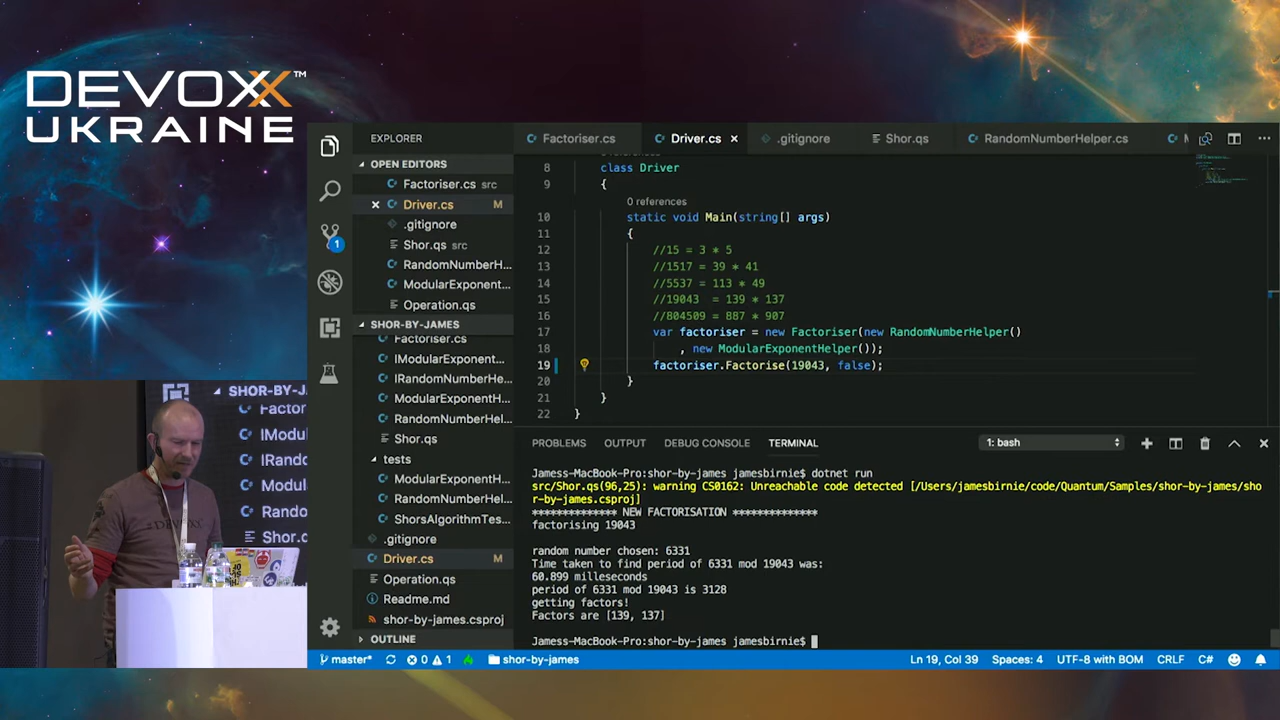 DEVOXX™
UKRAINE
EXPLORER
OPEN EDITORS
Factoriser.cs src
Driver.cs M
.gitignore
Shor.qs src
RandomNumberH...
ModularExponent...
Operation.qs
SHOR-BY-JAMES
Factoriser.cs
IModularExponent...
IRandomNumberHe...
ModularExponentH...
RandomNumberHel...
Shor.qs
tests
ModularExponentH...
RandomNumberHel...
ShorsAlgorithmTes...
.gitignore
Driver.cs M
Operation.qs
Readme.md
shor-by-james.csproj
OUTLINE
Factoriser.cs
Driver.cs
.gitignore
Shor.qs
RandomNumberHelper.cs
8 class Driver
9 {
0 references
10 static void Main(string[] args)
11 {
12 //15 = 3 * 5
13 //1517 = 39 * 41
14 //5537 = 113 * 49
15 //19043  = 139 * 137
16 //804509 = 887 * 907
17 var factoriser = new Factoriser(new RandomNumberHelper()
18 , new ModularExponentHelper());
19 factoriser.Factorise(19043, false);
20 }
21 }
22 }
PROBLEMS OUTPUT DEBUG CONSOLE TERMINAL 1: bash
Jamess-MacBook-Pro:shor-by-james jamesbirnie$ dotnet run
src/Shor.qs(96,25): warning CS0162: Unreachable code detected [/Users/jamesbirnie/code/Quantum/Samples/shor-by-james/sho
r-by-james.csproj]
************** NEW FACTORISATION **************
factorising 19043
random number chosen: 6331
Time taken to find period of 6331 mod 19043 was:
60.899 milleseconds
period of 6331 mod 19043 is 3128
getting factors!
Factors are [139, 137]
Jamess-MacBook-Pro:shor-by-james jamesbirnie$
master* 0 1 shor-by-james Ln 19, Col 39 Spaces: 4 UTF-8 with BOM CRLF C#
1
SHOR-BY-JA
Factori
IModul
IRando
Modul
Rando
Shor.q
DEVOXX